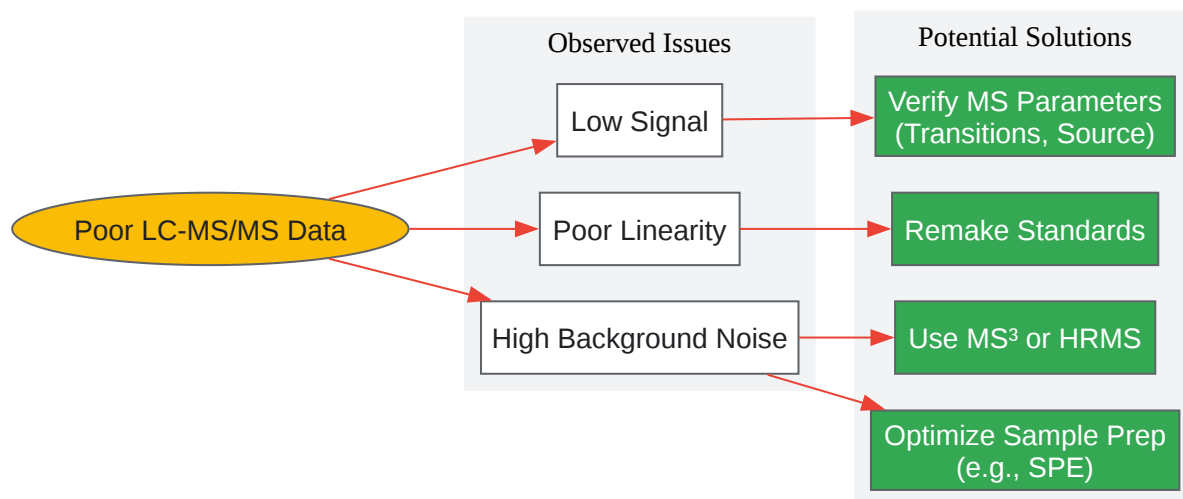 Observed Issues
Potential Solutions
Poor LC-MS/MS Data
Low Signal
Verify MS Parameters
(Transitions, Source)
Poor Linearity
Remake Standards
High Background Noise
Use MS³ or HRMS
Optimize Sample Prep
(e.g., SPE)